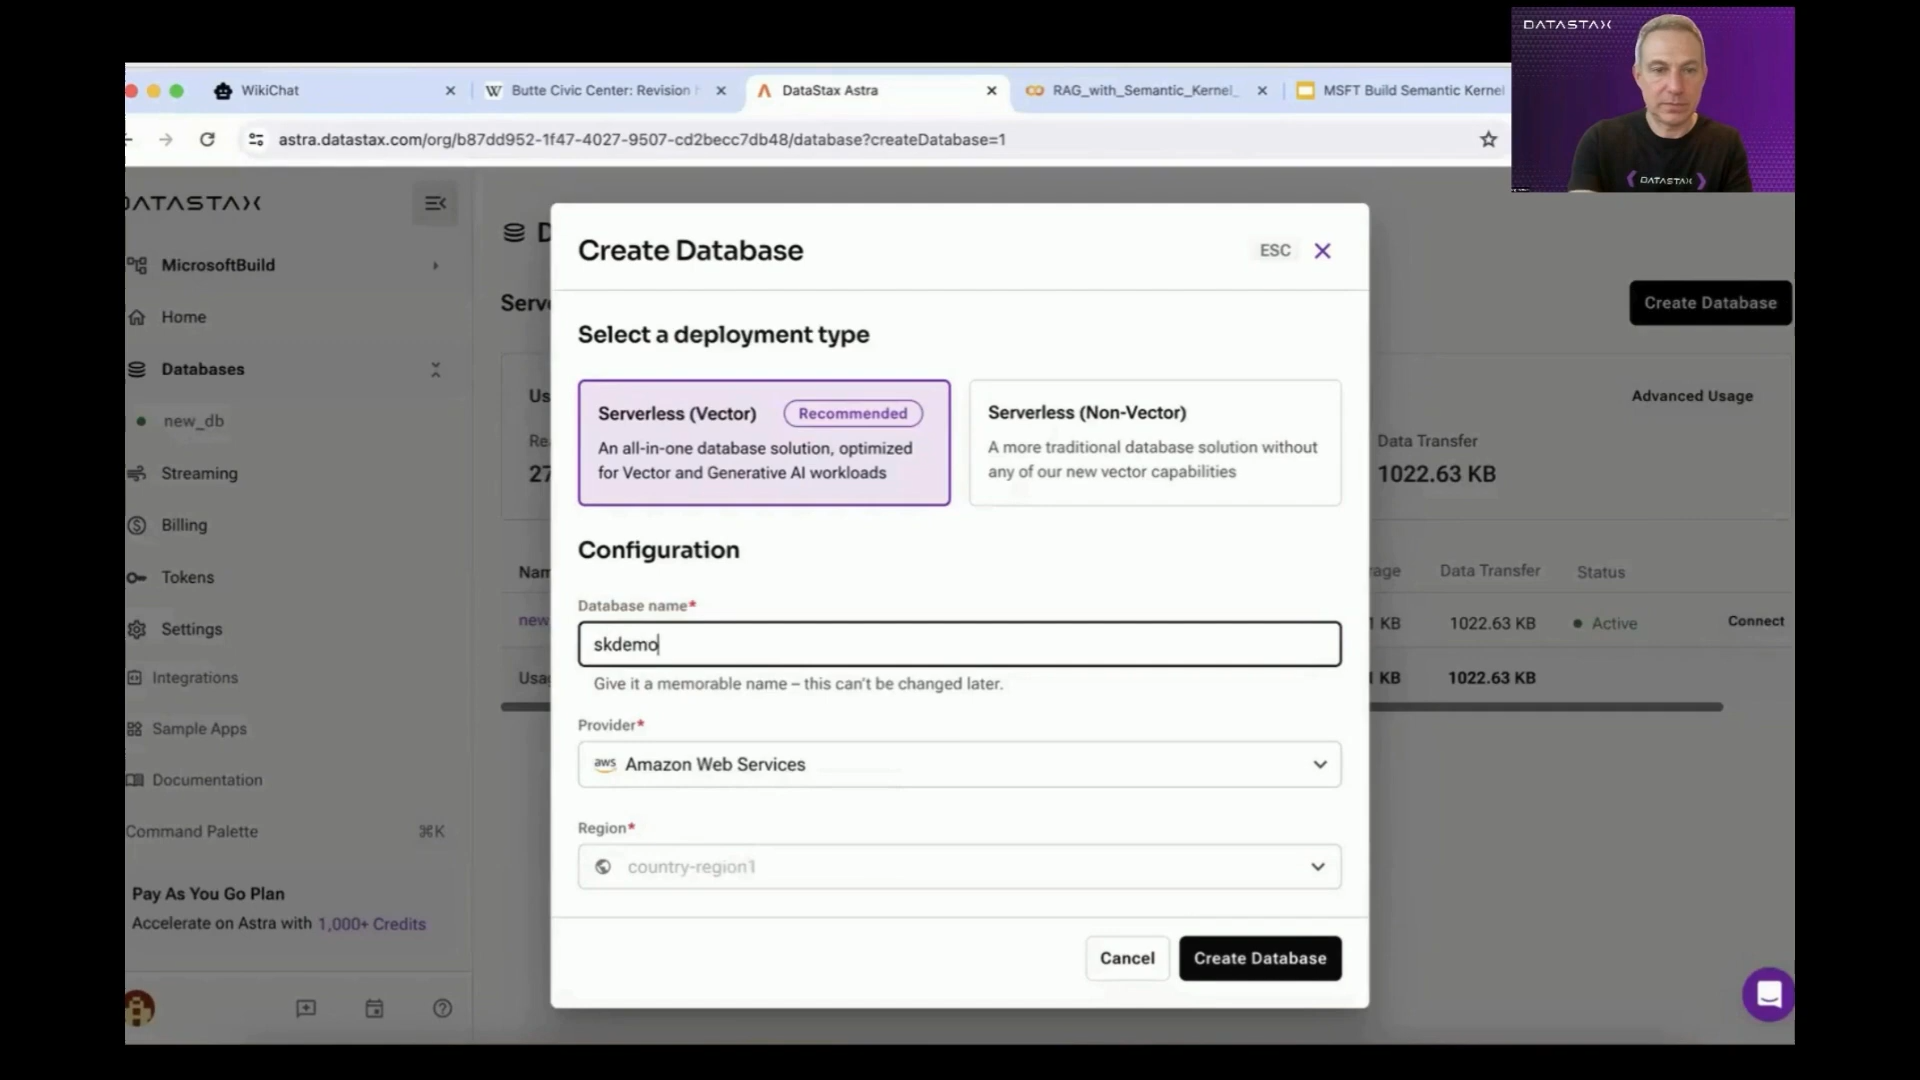 DATASTAX
WikiChat
Butte Civic Center: Revision
DataStax Astra
RAG_with_Semantic_Kernel_
MSFT Build Semantic Kernel
astra.datastax.com/org/b87dd952-1f47-4027-9507-cd2becc7db48/database?createDatabase=1
DATASTAX
DATASTAX
MicrosoftBuild
Home
Databases
new_db
Streaming
Billing
Tokens
Settings
Integrations
Sample Apps
Documentation
Command Palette ⌘K
Pay As You Go Plan
Accelerate on Astra with 1,000+ Credits
Create Database
ESC
Select a deployment type
Serverless (Vector) Recommended
An all-in-one database solution, optimized
for Vector and Generative AI workloads
Serverless (Non-Vector)
A more traditional database solution without
any of our new vector capabilities
Configuration
Database name*
skdemo
Give it a memorable name – this can't be changed later.
Provider*
aws Amazon Web Services
Region*
country-region1
Cancel
Create Database
Create Database
Advanced Usage
Data Transfer
1022.63 KB
Data Transfer Status
KB 1022.63 KB Active Connect
KB 1022.63 KB
new
27